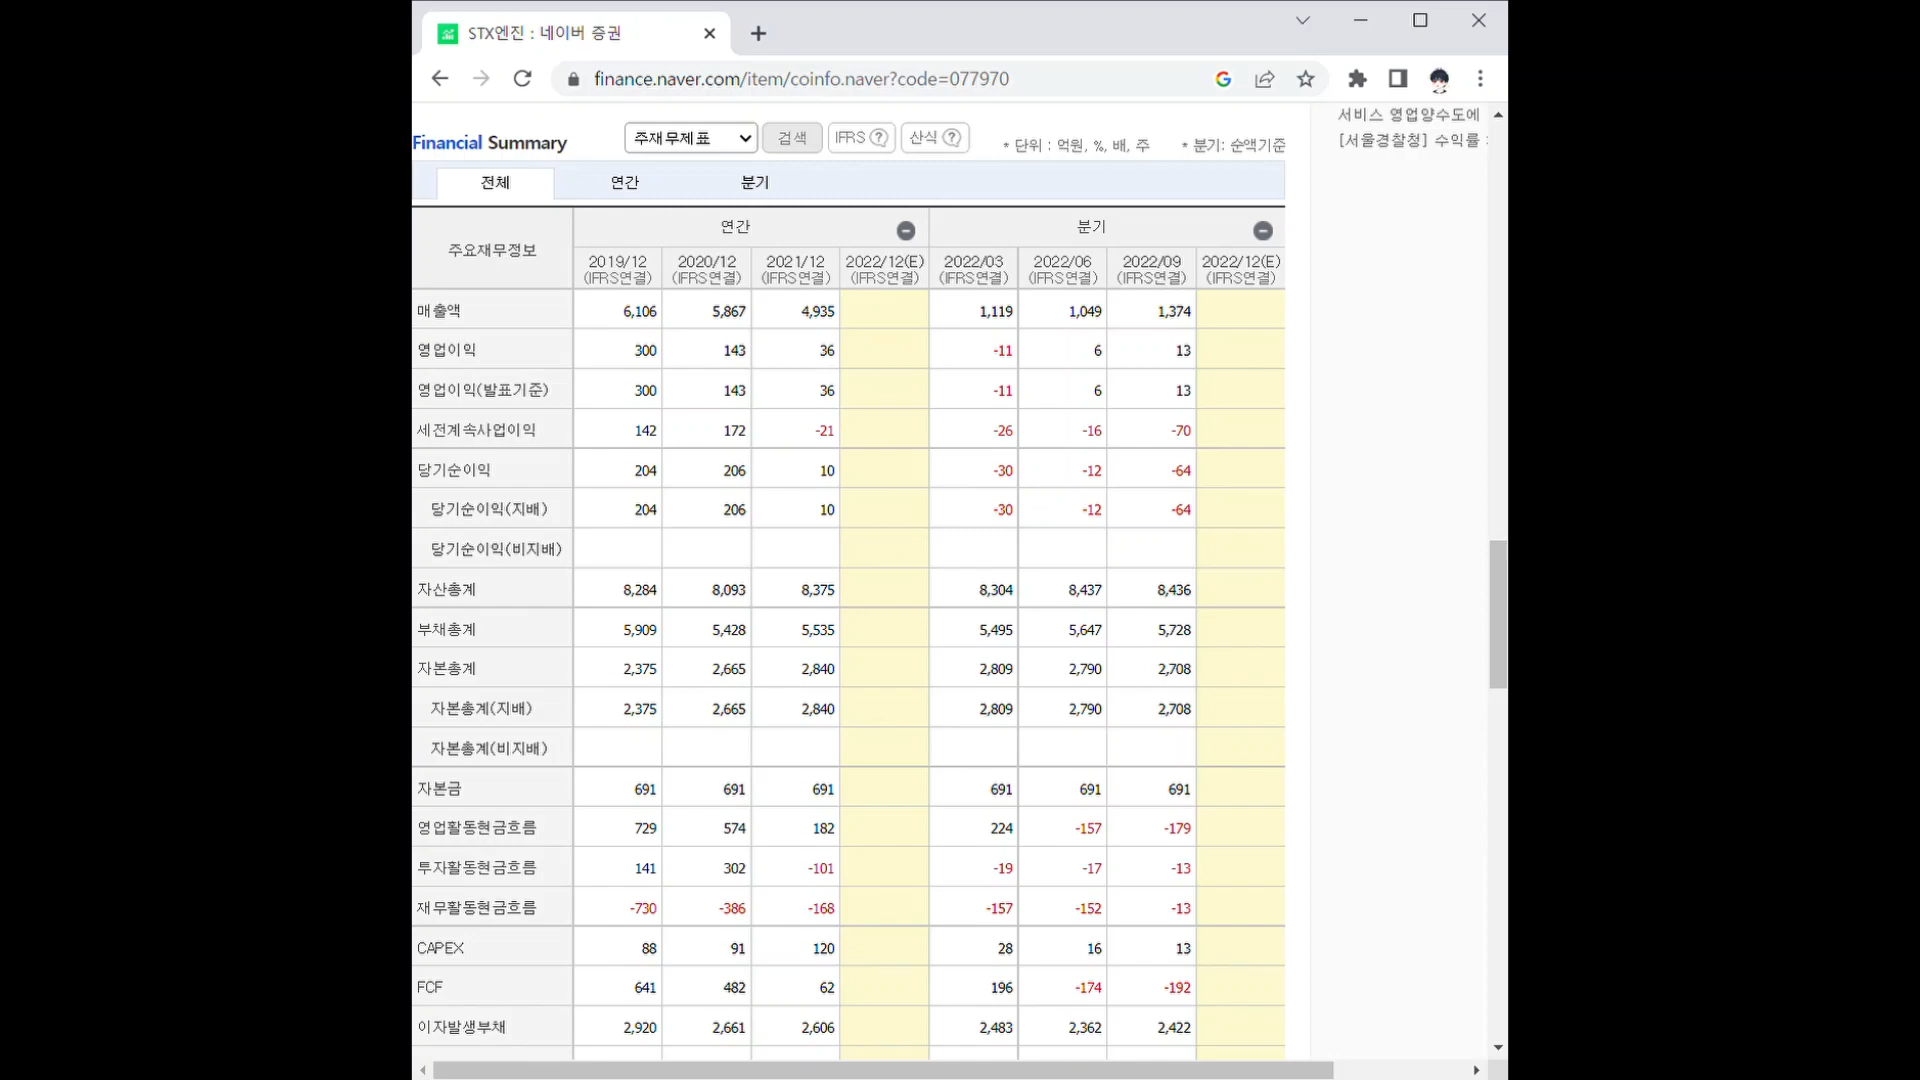 STX엔진 : 네이버 증권
finance.naver.com/item/coinfo.naver?code=077970
서비스 영업양수도에
[서울경찰청] 수익률
Financial Summary 주재무제표 검색 IFRS ? 산식 ? * 단위 : 억원, %, 배, 주 * 분기: 순액기준
전체 연간 분기
주요재무정보 연간 분기
2019/12 2020/12 2021/12 2022/12(E) 2022/03 2022/06 2022/09 2022/12(E)
(IFRS연결) (IFRS연결) (IFRS연결) (IFRS연결) (IFRS연결) (IFRS연결) (IFRS연결) (IFRS연결)
매출액 6,106 5,867 4,935 1,119 1,049 1,374
영업이익 300 143 36 -11 6 13
영업이익(발표기준) 300 143 36 -11 6 13
세전계속사업이익 142 172 -21 -26 -16 -70
당기순이익 204 206 10 -30 -12 -64
당기순이익(지배) 204 206 10 -30 -12 -64
당기순이익(비지배)
자산총계 8,284 8,093 8,375 8,304 8,437 8,436
부채총계 5,909 5,428 5,535 5,495 5,647 5,728
자본총계 2,375 2,665 2,840 2,809 2,790 2,708
자본총계(지배) 2,375 2,665 2,840 2,809 2,790 2,708
자본총계(비지배)
자본금 691 691 691 691 691 691
영업활동현금흐름 729 574 182 224 -157 -179
투자활동현금흐름 141 302 -101 -19 -17 -13
재무활동현금흐름 -730 -386 -168 -157 -152 -13
CAPEX 88 91 120 28 16 13
FCF 641 482 62 196 -174 -192
이자발생부채 2,920 2,661 2,606 2,483 2,362 2,422